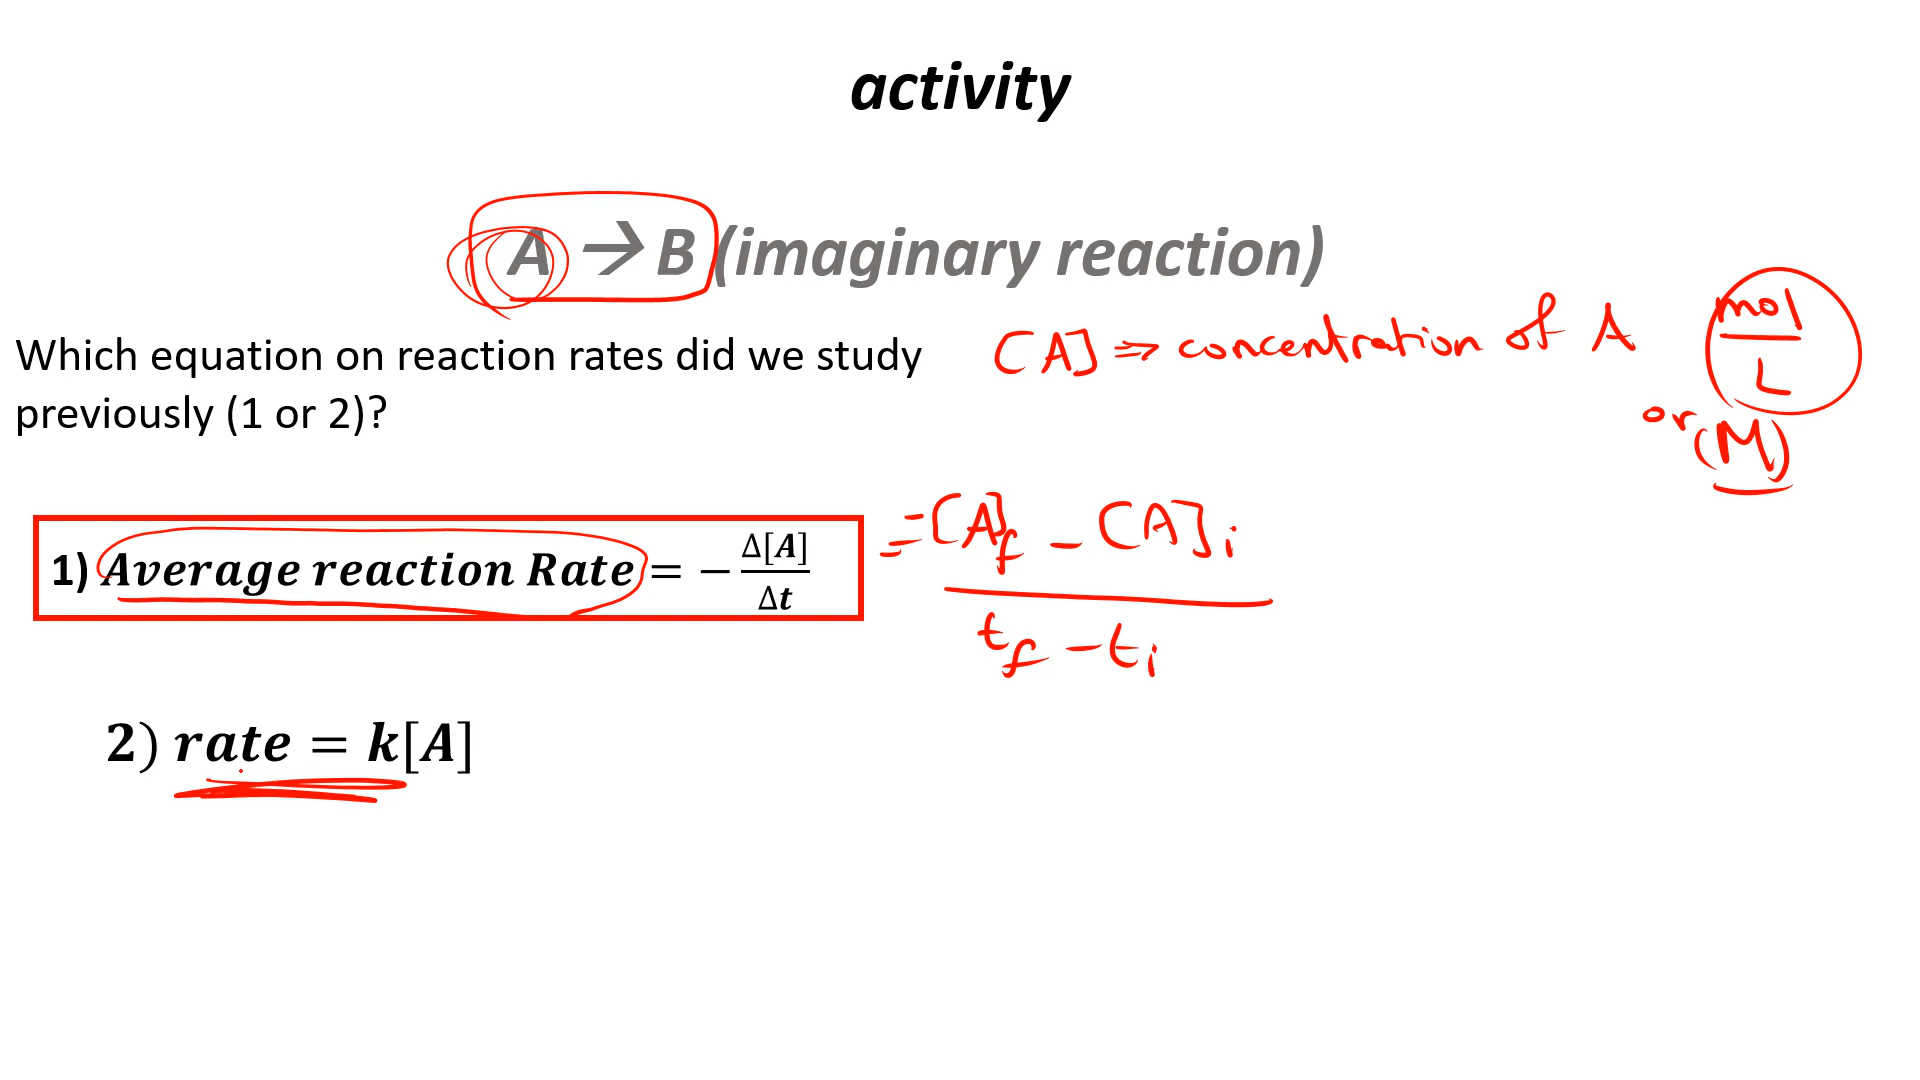 activity
A → B (imaginary reaction)
Which equation on reaction rates did we study
previously (1 or 2)?
[A] ⇒ concentration of A mol/L
or (M)
1) Average reaction Rate = − Δ[A]/Δt
= [A]f − [A]i
tf − ti
2) rate = k[A]